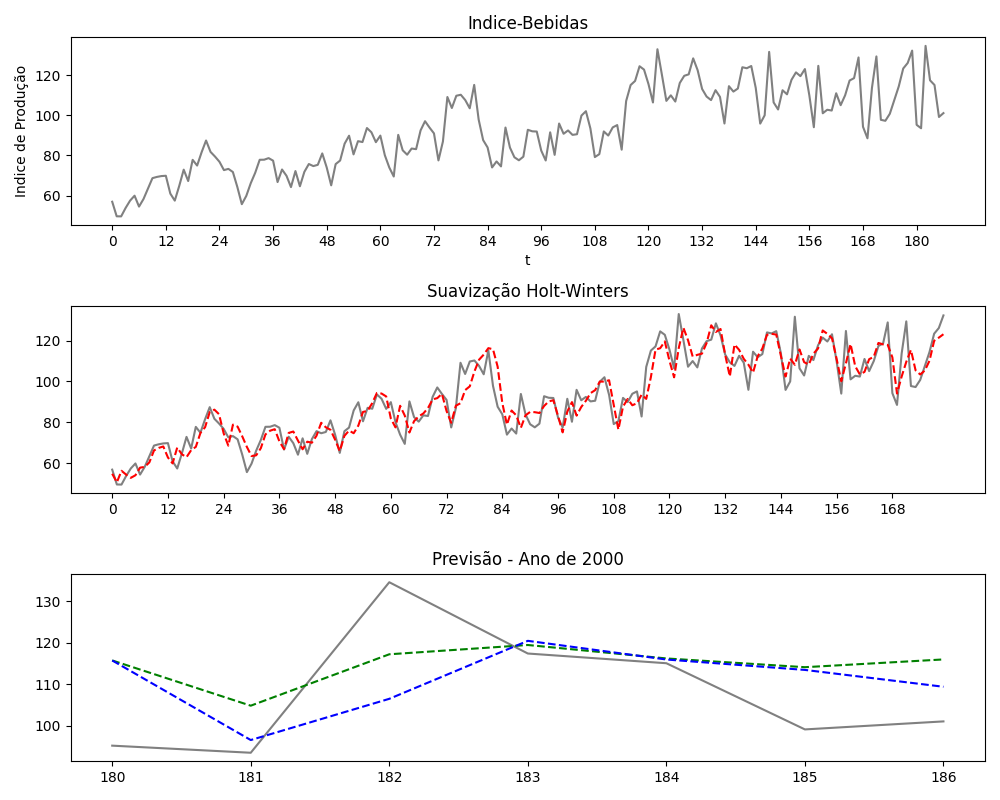 Indice-Bebidas
Indice de Produção
120
100
80
60
0 12 24 36 48 60 72 84 96 108 120 132 144 156 168 180
t
Suavização Holt-Winters
120
100
80
60
0 12 24 36 48 60 72 84 96 108 120 132 144 156 168
Previsão - Ano de 2000
130
120
110
100
180 181 182 183 184 185 186